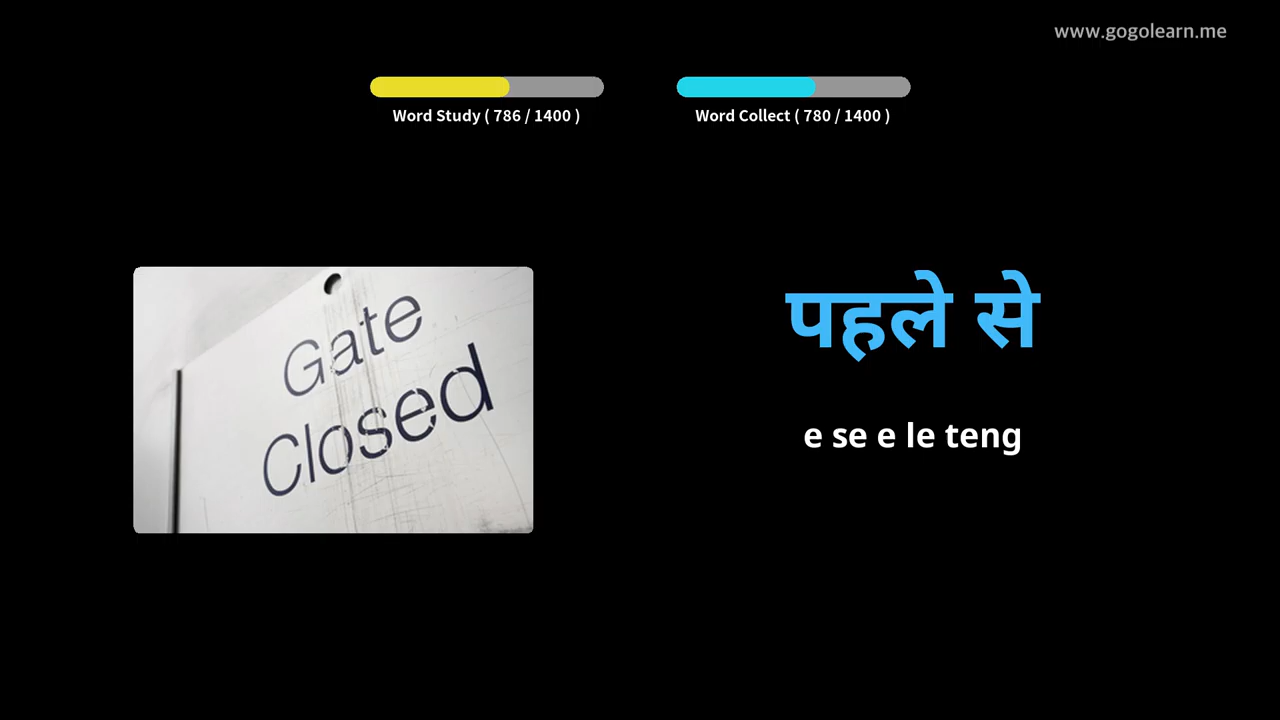 www.gogolearn.me
Word Study ( 786 / 1400 )
Word Collect ( 780 / 1400 )
Gate
Closed
पहले से
e se e le teng